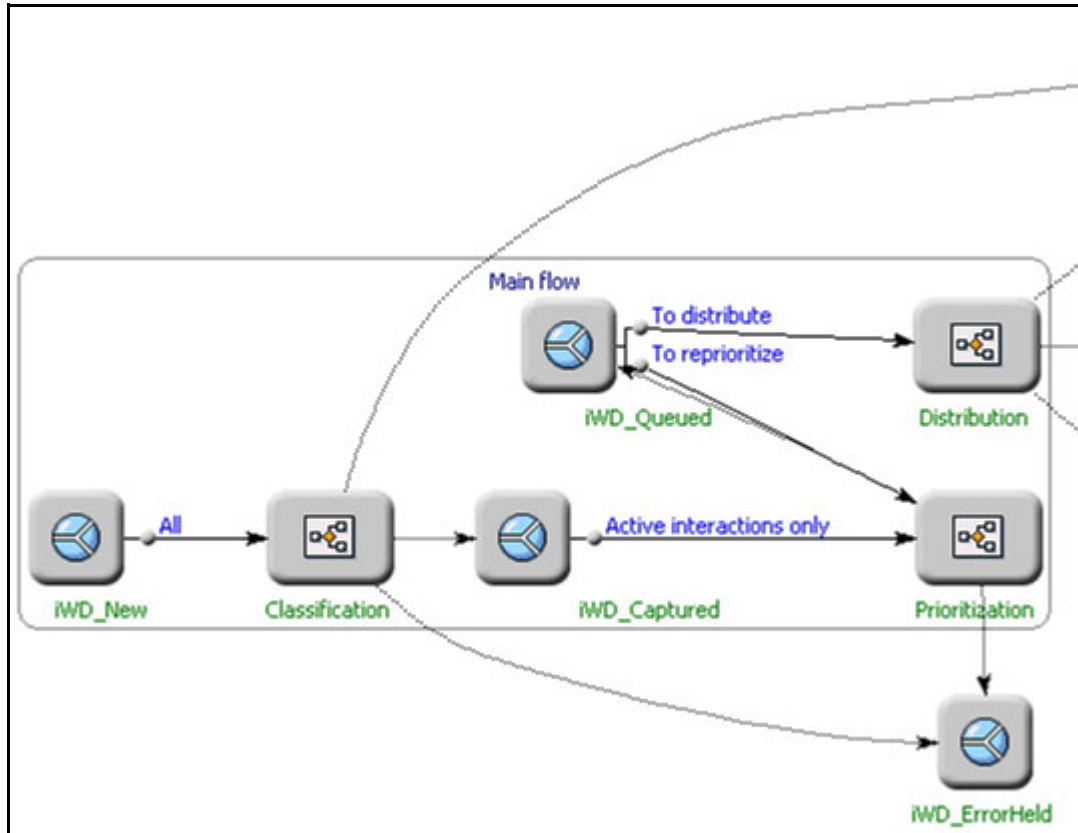 Main flow
To distribute
To reprioritize
iWD_Queued
Distribution
All
Active interactions only
iWD_New
Classification
iWD_Captured
Prioritization
iWD_ErrorHeld